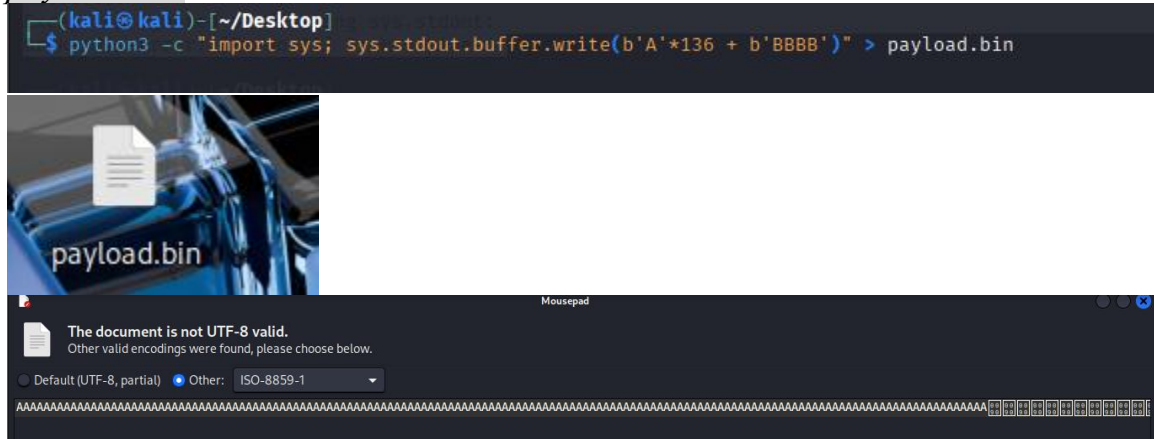 ┌──(kali㉿kali)-[~/Desktop]
└─$ python3 -c "import sys; sys.stdout.buffer.write(b'A'*136 + b'BBBB')" > payload.bin
payload.bin
Mousepad
The document is not UTF-8 valid.
Other valid encodings were found, please choose below.
Default (UTF-8, partial) Other: ISO-8859-1
AAAAAAAAAAAAAAAAAAAAAAAAAAAAAAAAAAAAAAAAAAAAAAAAAAAAAAAAAAAAAAAAAAAAAAAAAAAAAAAAAAAAAAAAAAAAAAAAAAAAAAAAAAAAAAAAAAAAAAAAAAAAAAAAAAAAAAAA